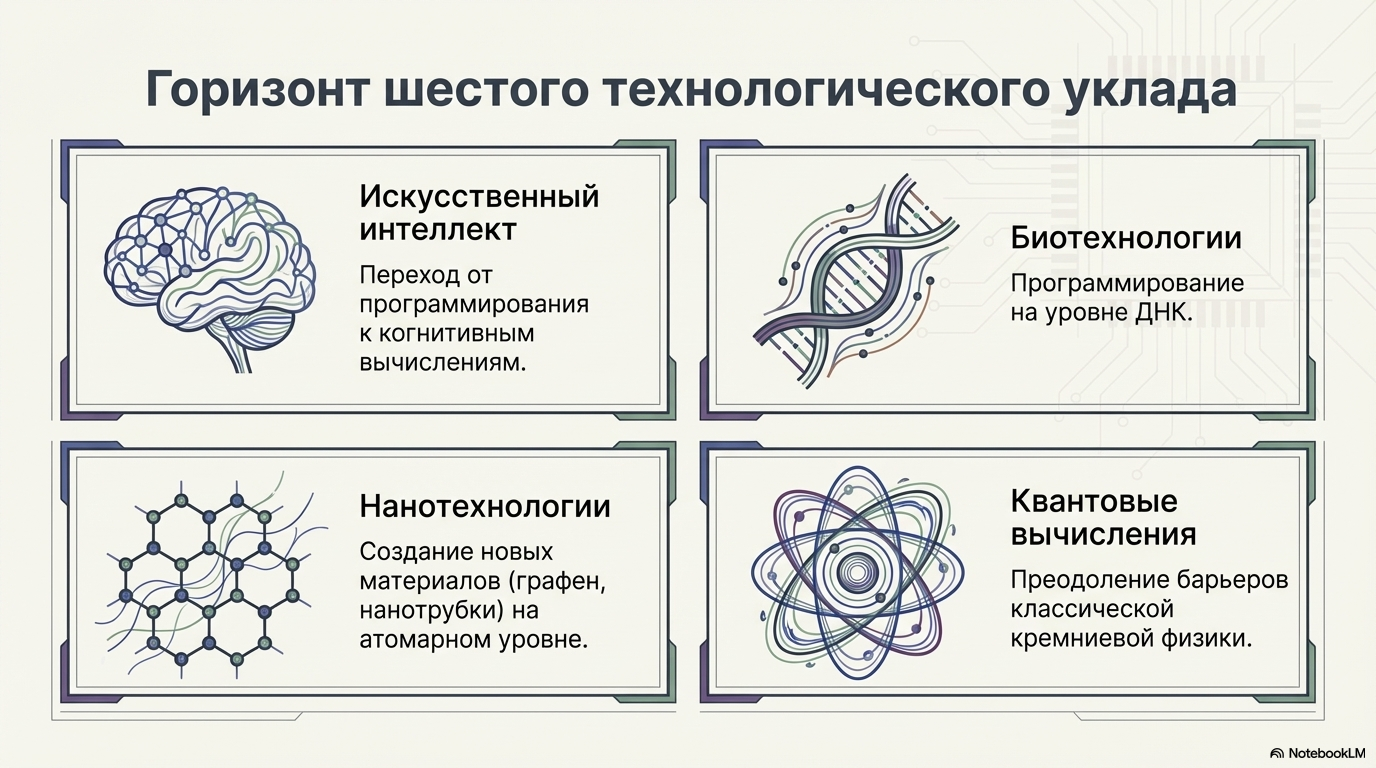 Горизонт шестого технологического уклада
Искусственный
интеллект
Переход от
программирования
к когнитивным
вычислениям.
Биотехнологии
Программирование
на уровне ДНК.
Нанотехнологии
Создание новых
материалов (графен,
нанотрубки) на
атомарном уровне.
Квантовые
вычисления
Преодоление барьеров
классической
кремниевой физики.
NotebookLM